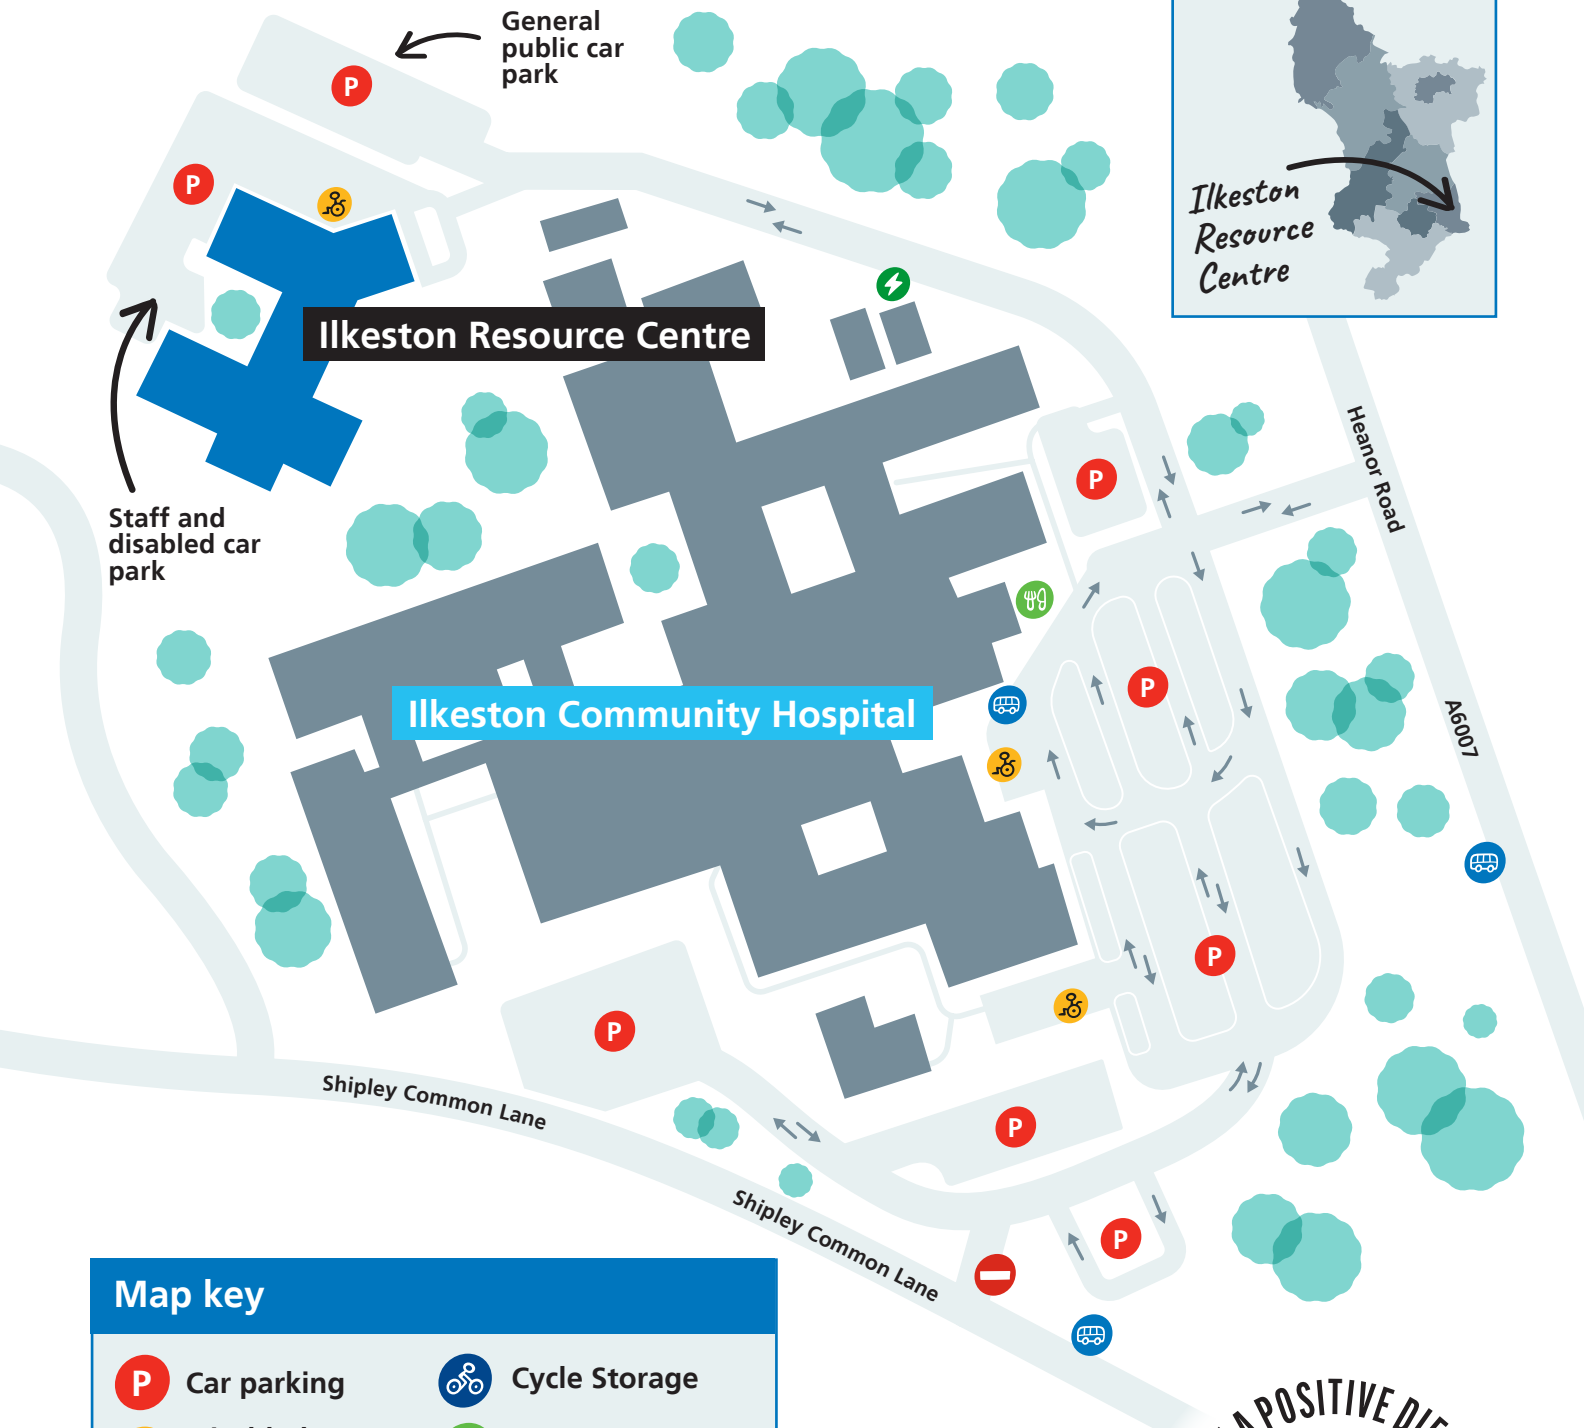 General
public car
park
P
P
Ilkeston
Resource
Centre
Ilkeston Resource Centre
Heanor Road
P
Staff and
disabled car
park
P
A6007
Ilkeston Community Hospital
P
P
Shipley Common Lane
P
Shipley Common Lane
P
Map key
P Car parking
Cycle Storage
APOSITIVE